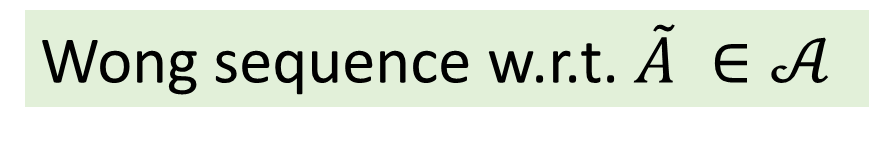 Wong sequence w.r.t. Ã ∈ 𝒜